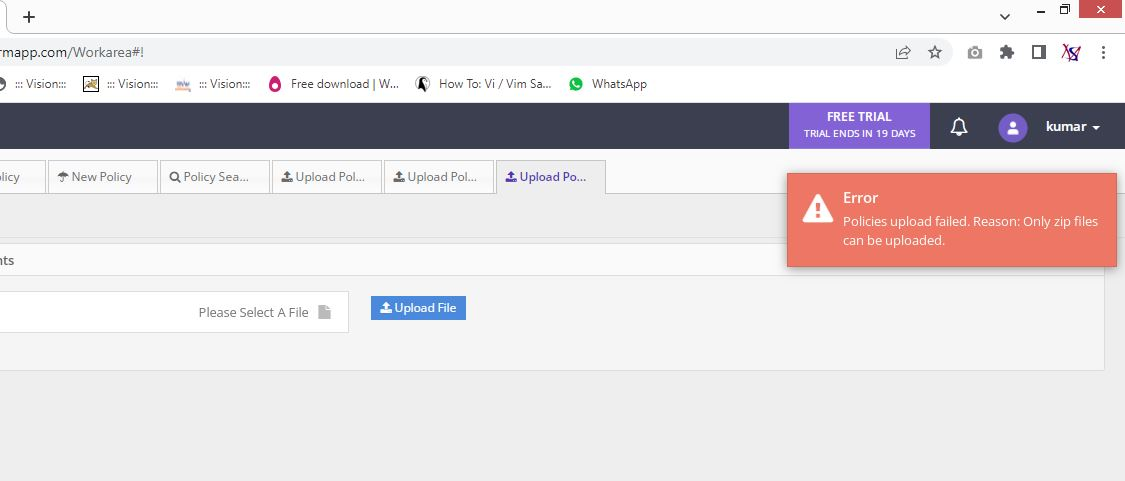 rmapp.com/Workarea#!
::: Vision::: ::: Vision::: ::: Vision::: Free download | W... How To: Vi / Vim Sa... WhatsApp
FREE TRIAL
TRIAL ENDS IN 19 DAYS
kumar
licy New Policy Policy Sea... Upload Pol... Upload Pol... Upload Po...
Error
Policies upload failed. Reason: Only zip files
can be uploaded.
nts
Please Select A File Upload File